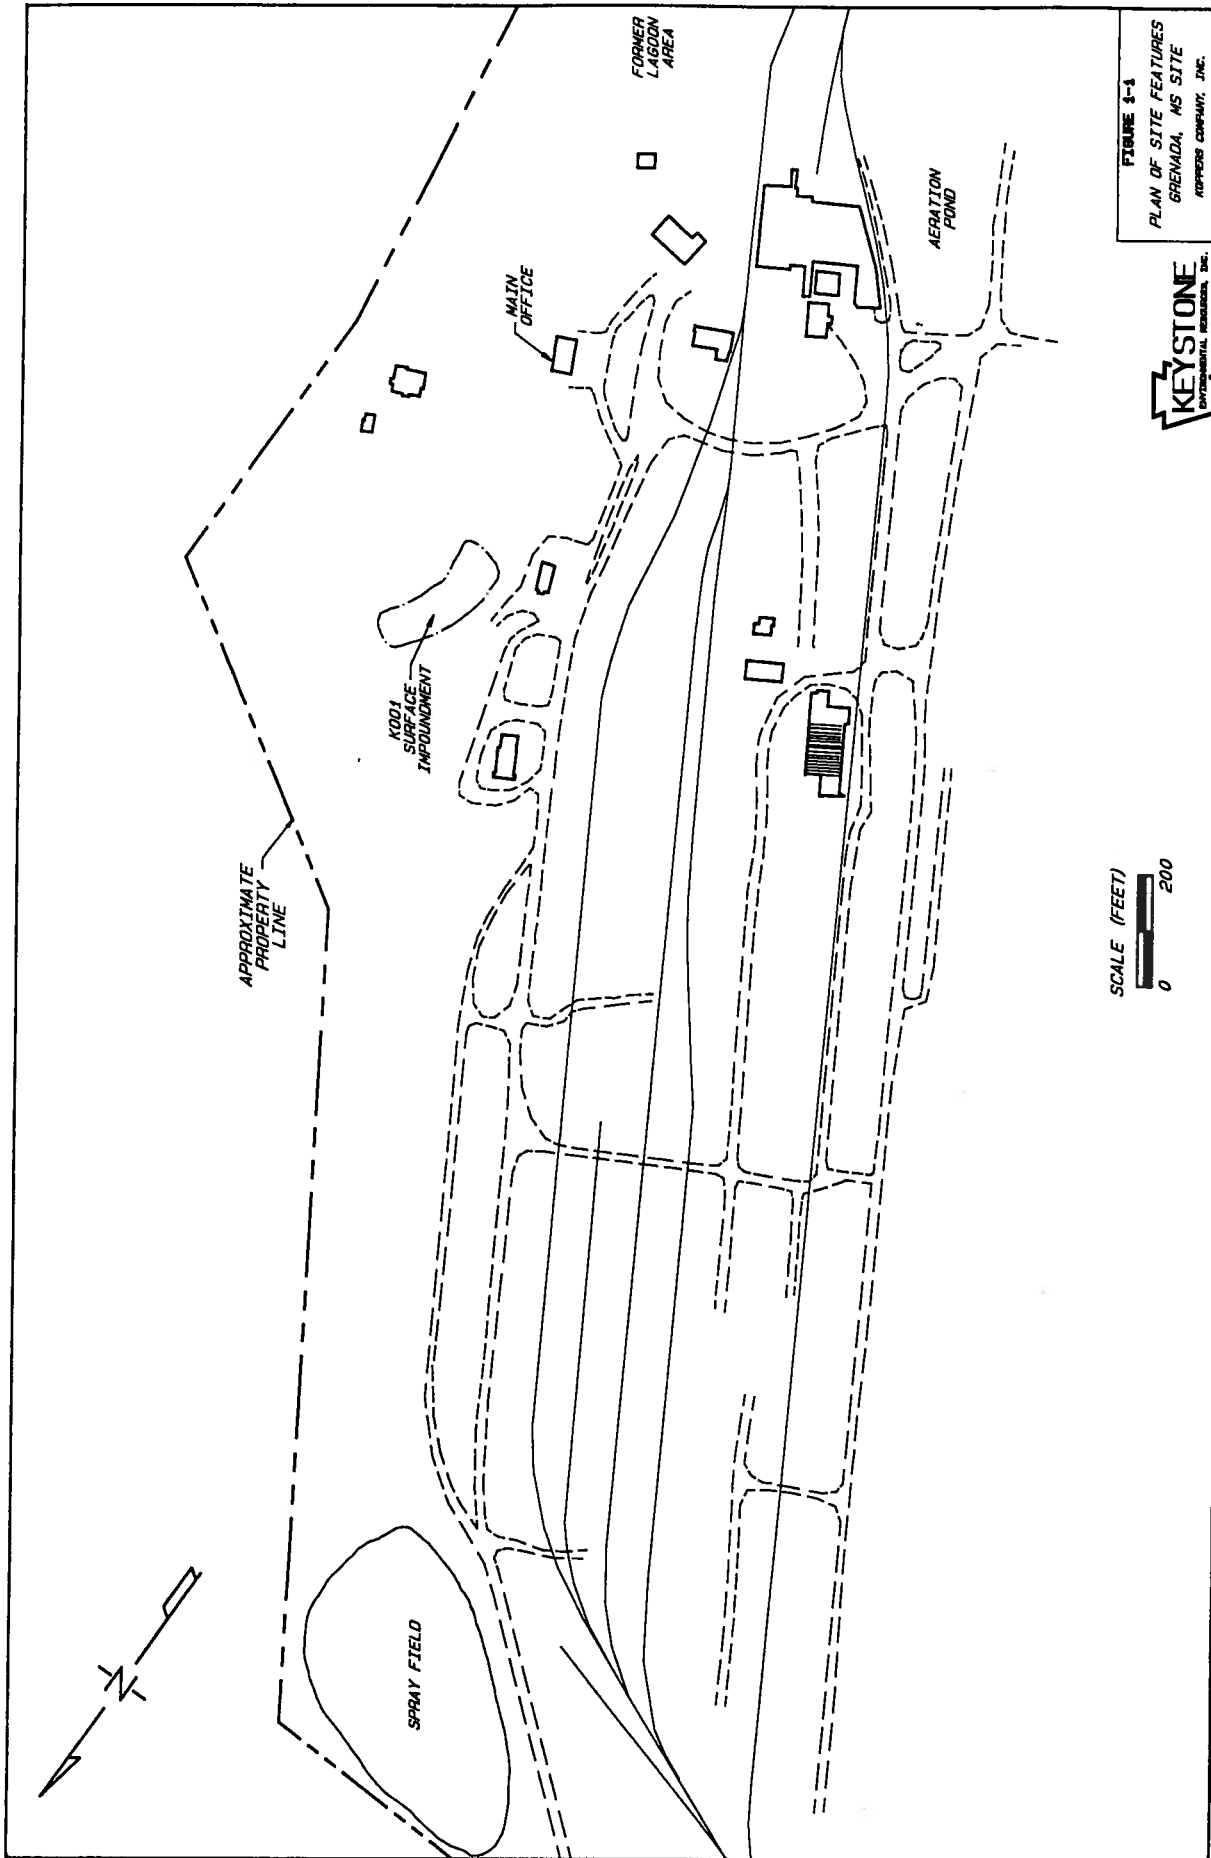 FORMER
LAGOON
AREA
MAIN
OFFICE
K001
SURFACE
IMPOUNDMENT
APPROXIMATE
PROPERTY
LINE
AERATION
POND
SPRAY FIELD
N
SCALE (FEET)
0 200
FIGURE 1-1
PLAN OF SITE FEATURES
GRENADA, MS SITE
KOPPERS COMPANY, INC.
KEYSTONE
ENVIRONMENTAL RESOURCES, INC.